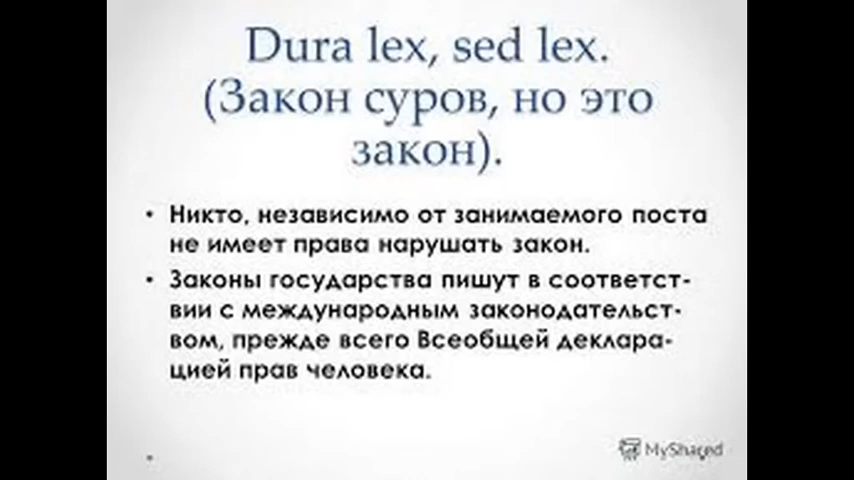 Dura lex, sed lex.
(Закон суров, но это
закон).
• Никто, независимо от занимаемого поста
не имеет права нарушать закон.
• Законы государства пишут в соответст-
вии с международным законодательст-
вом, прежде всего Всеобщей деклара-
цией прав человека.
•
MyShared